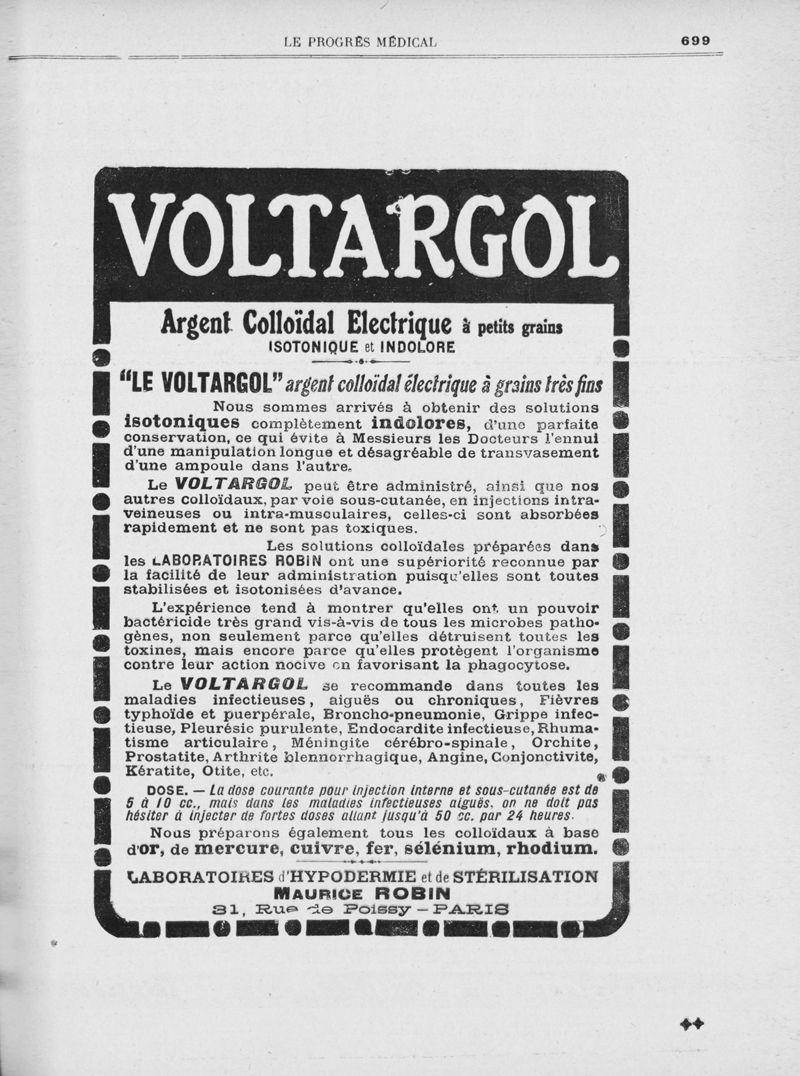 LE PROGRÈS MÉDICAL 699
VOLTARGOL
Argent Colloïdal Electrique à petits grains
ISOTONIQUE et INDOLORE
"LE VOLTARGOL" argent colloïdal électrique à grains très fins
Nous sommes arrivés à obtenir des solutions
isotoniques complètement indolores, d'une parfaite
conservation, ce qui évite à Messieurs les Docteurs l'ennui
d'une manipulation longue et désagréable de transvasement
d'une ampoule dans l'autre.
Le VOLTARGOL peut être administré, ainsi que nos
autres colloïdaux, par voie sous-cutanée, en injections intra-
veineuses ou intra-musculaires, celles-ci sont absorbées
rapidement et ne sont pas toxiques.
Les solutions colloïdales préparées dans
les LABORATOIRES ROBIN ont une supériorité reconnue par
la facilité de leur administration puisqu'elles sont toutes
stabilisées et isotonisées d'avance.
L'expérience tend à montrer qu'elles ont un pouvoir
bactéricide très grand vis-à-vis de tous les microbes patho-
gènes, non seulement parce qu'elles détruisent toutes les
toxines, mais encore parce qu'elles protègent l'organisme
contre leur action nocive en favorisant la phagocytose.
Le VOLTARGOL se recommande dans toutes les
maladies infectieuses, aiguës ou chroniques, Fièvres
typhoïde et puerpérale, Broncho-pneumonie, Grippe infec-
tieuse, Pleurésie purulente, Endocardite infectieuse, Rhuma-
tisme articulaire, Méningite cérébro-spinale, Orchite,
Prostatite, Arthrite blennorrhagique, Angine, Conjonctivite,
Kératite, Otite, etc.
DOSE. — La dose courante pour injection interne et sous-cutanée est de
5 à 10 cc., mais dans les maladies infectieuses aiguës, on ne doit pas
hésiter à injecter de fortes doses allant jusqu'à 50 cc. par 24 heures.
Nous préparons également tous les colloïdaux à base
d'or, de mercure, cuivre, fer, sélénium, rhodium.
LABORATOIRES d'HYPODERMIE et de STÉRILISATION
MAURICE ROBIN
31, Rue de Poissy — PARIS